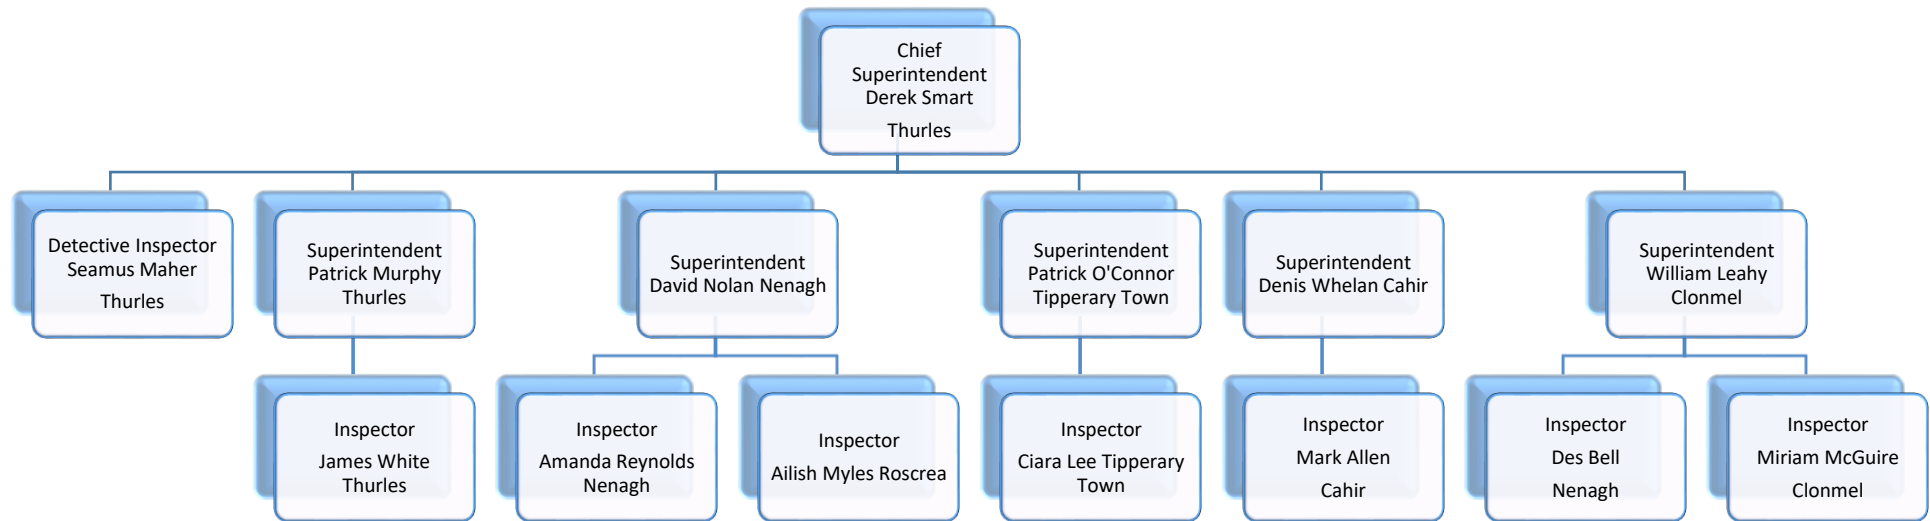 Chief
Superintendent
Derek Smart
Thurles
Detective Inspector
Seamus Maher
Thurles
Superintendent
Patrick Murphy
Thurles
Superintendent
David Nolan Nenagh
Superintendent
Patrick O'Connor
Tipperary Town
Superintendent
Denis Whelan Cahir
Superintendent
William Leahy
Clonmel
Inspector
James White
Thurles
Inspector
Amanda Reynolds
Nenagh
Inspector
Ailish Myles Roscrea
Inspector
Ciara Lee Tipperary
Town
Inspector
Mark Allen
Cahir
Inspector
Des Bell
Nenagh
Inspector
Miriam McGuire
Clonmel